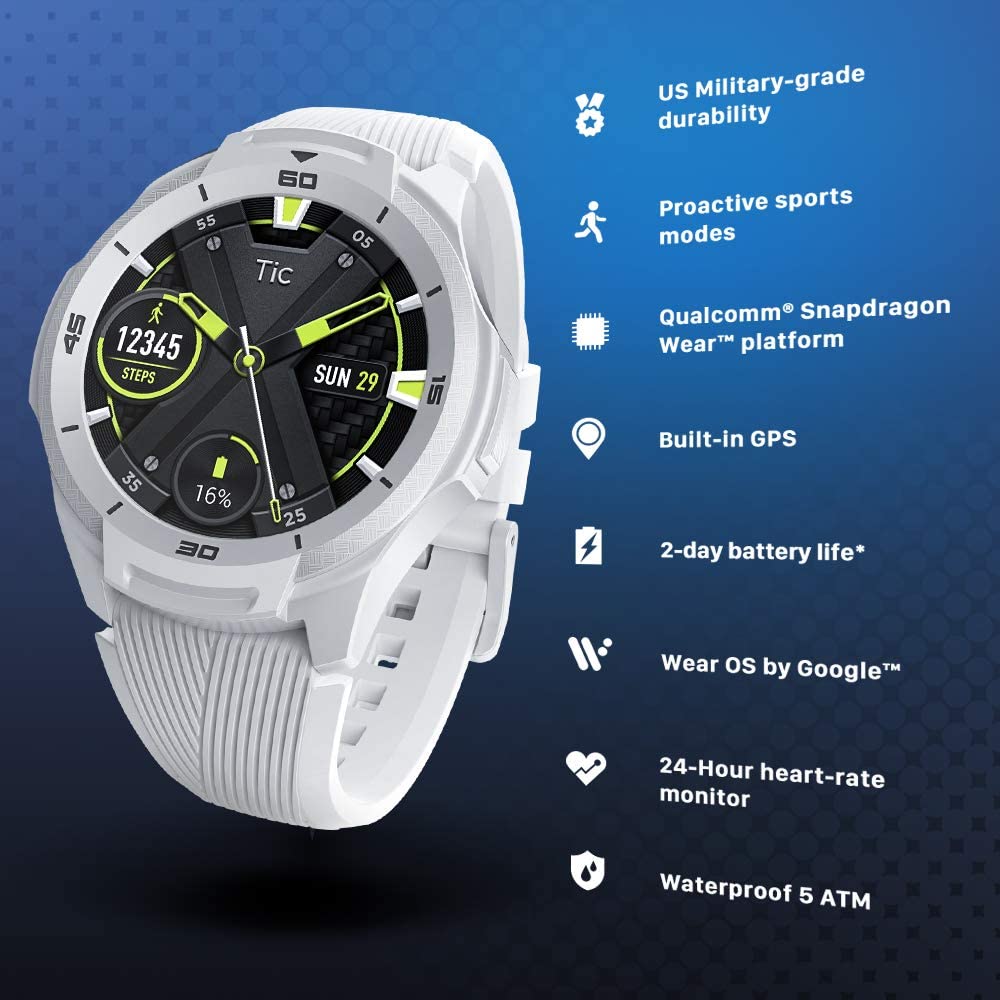 60
55
05
Tic
45
12345
STEPS
SUN 29
15
35
16%
25
30
US Military-grade
durability
Proactive sports
modes
Qualcomm® Snapdragon
Wear™ platform
Built-in GPS
2-day battery life*
Wear OS by Google™
24-Hour heart-rate
monitor
Waterproof 5 ATM